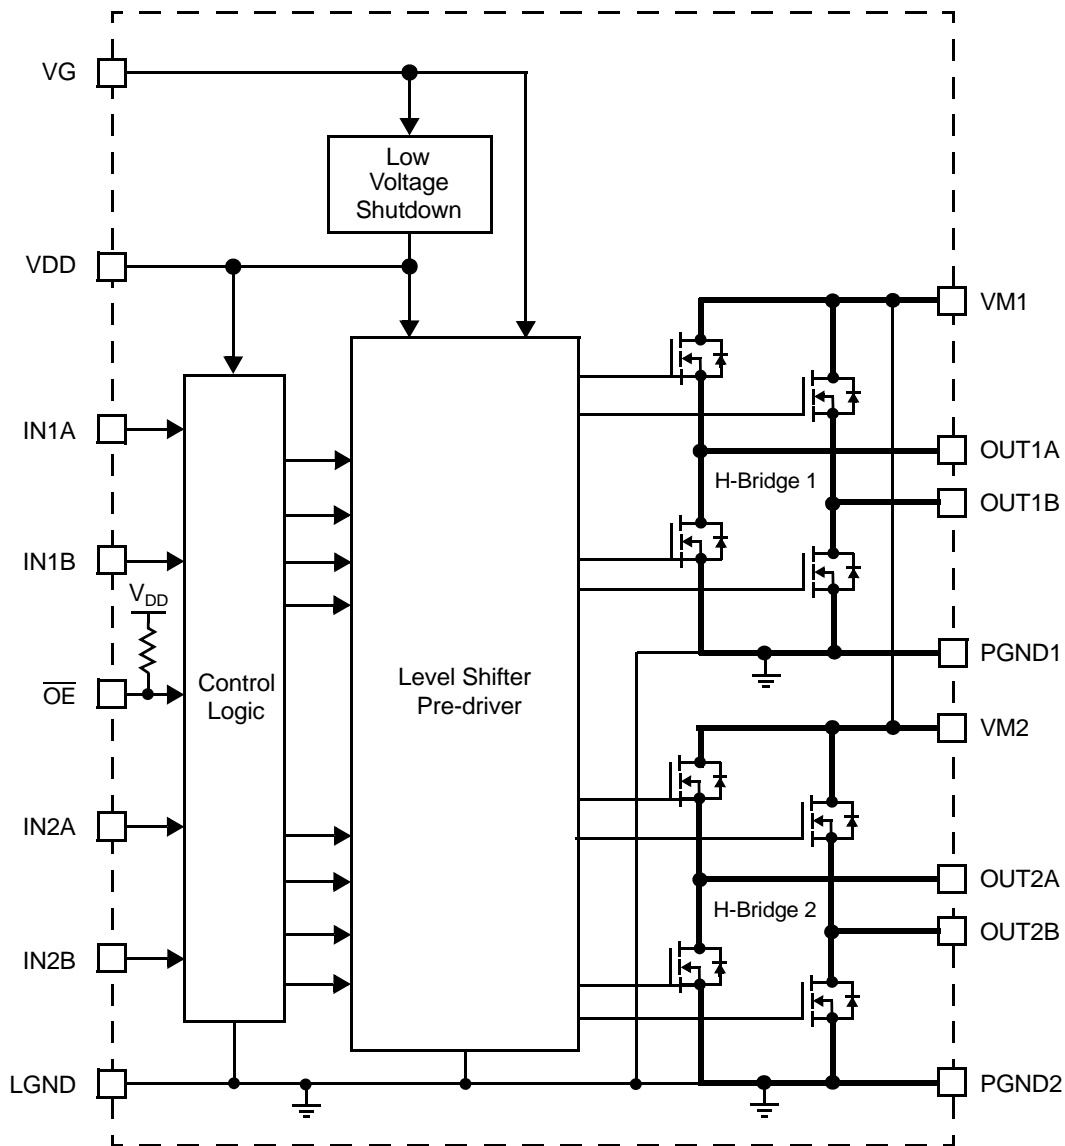 VG
Low
Voltage
Shutdown
VDD
VM1
IN1A
OUT1A
H-Bridge 1
OUT1B
IN1B
VDD
PGND1
Level Shifter
Pre-driver
Control
Logic
OE
VM2
IN2A
OUT2A
H-Bridge 2
OUT2B
IN2B
LGND
PGND2